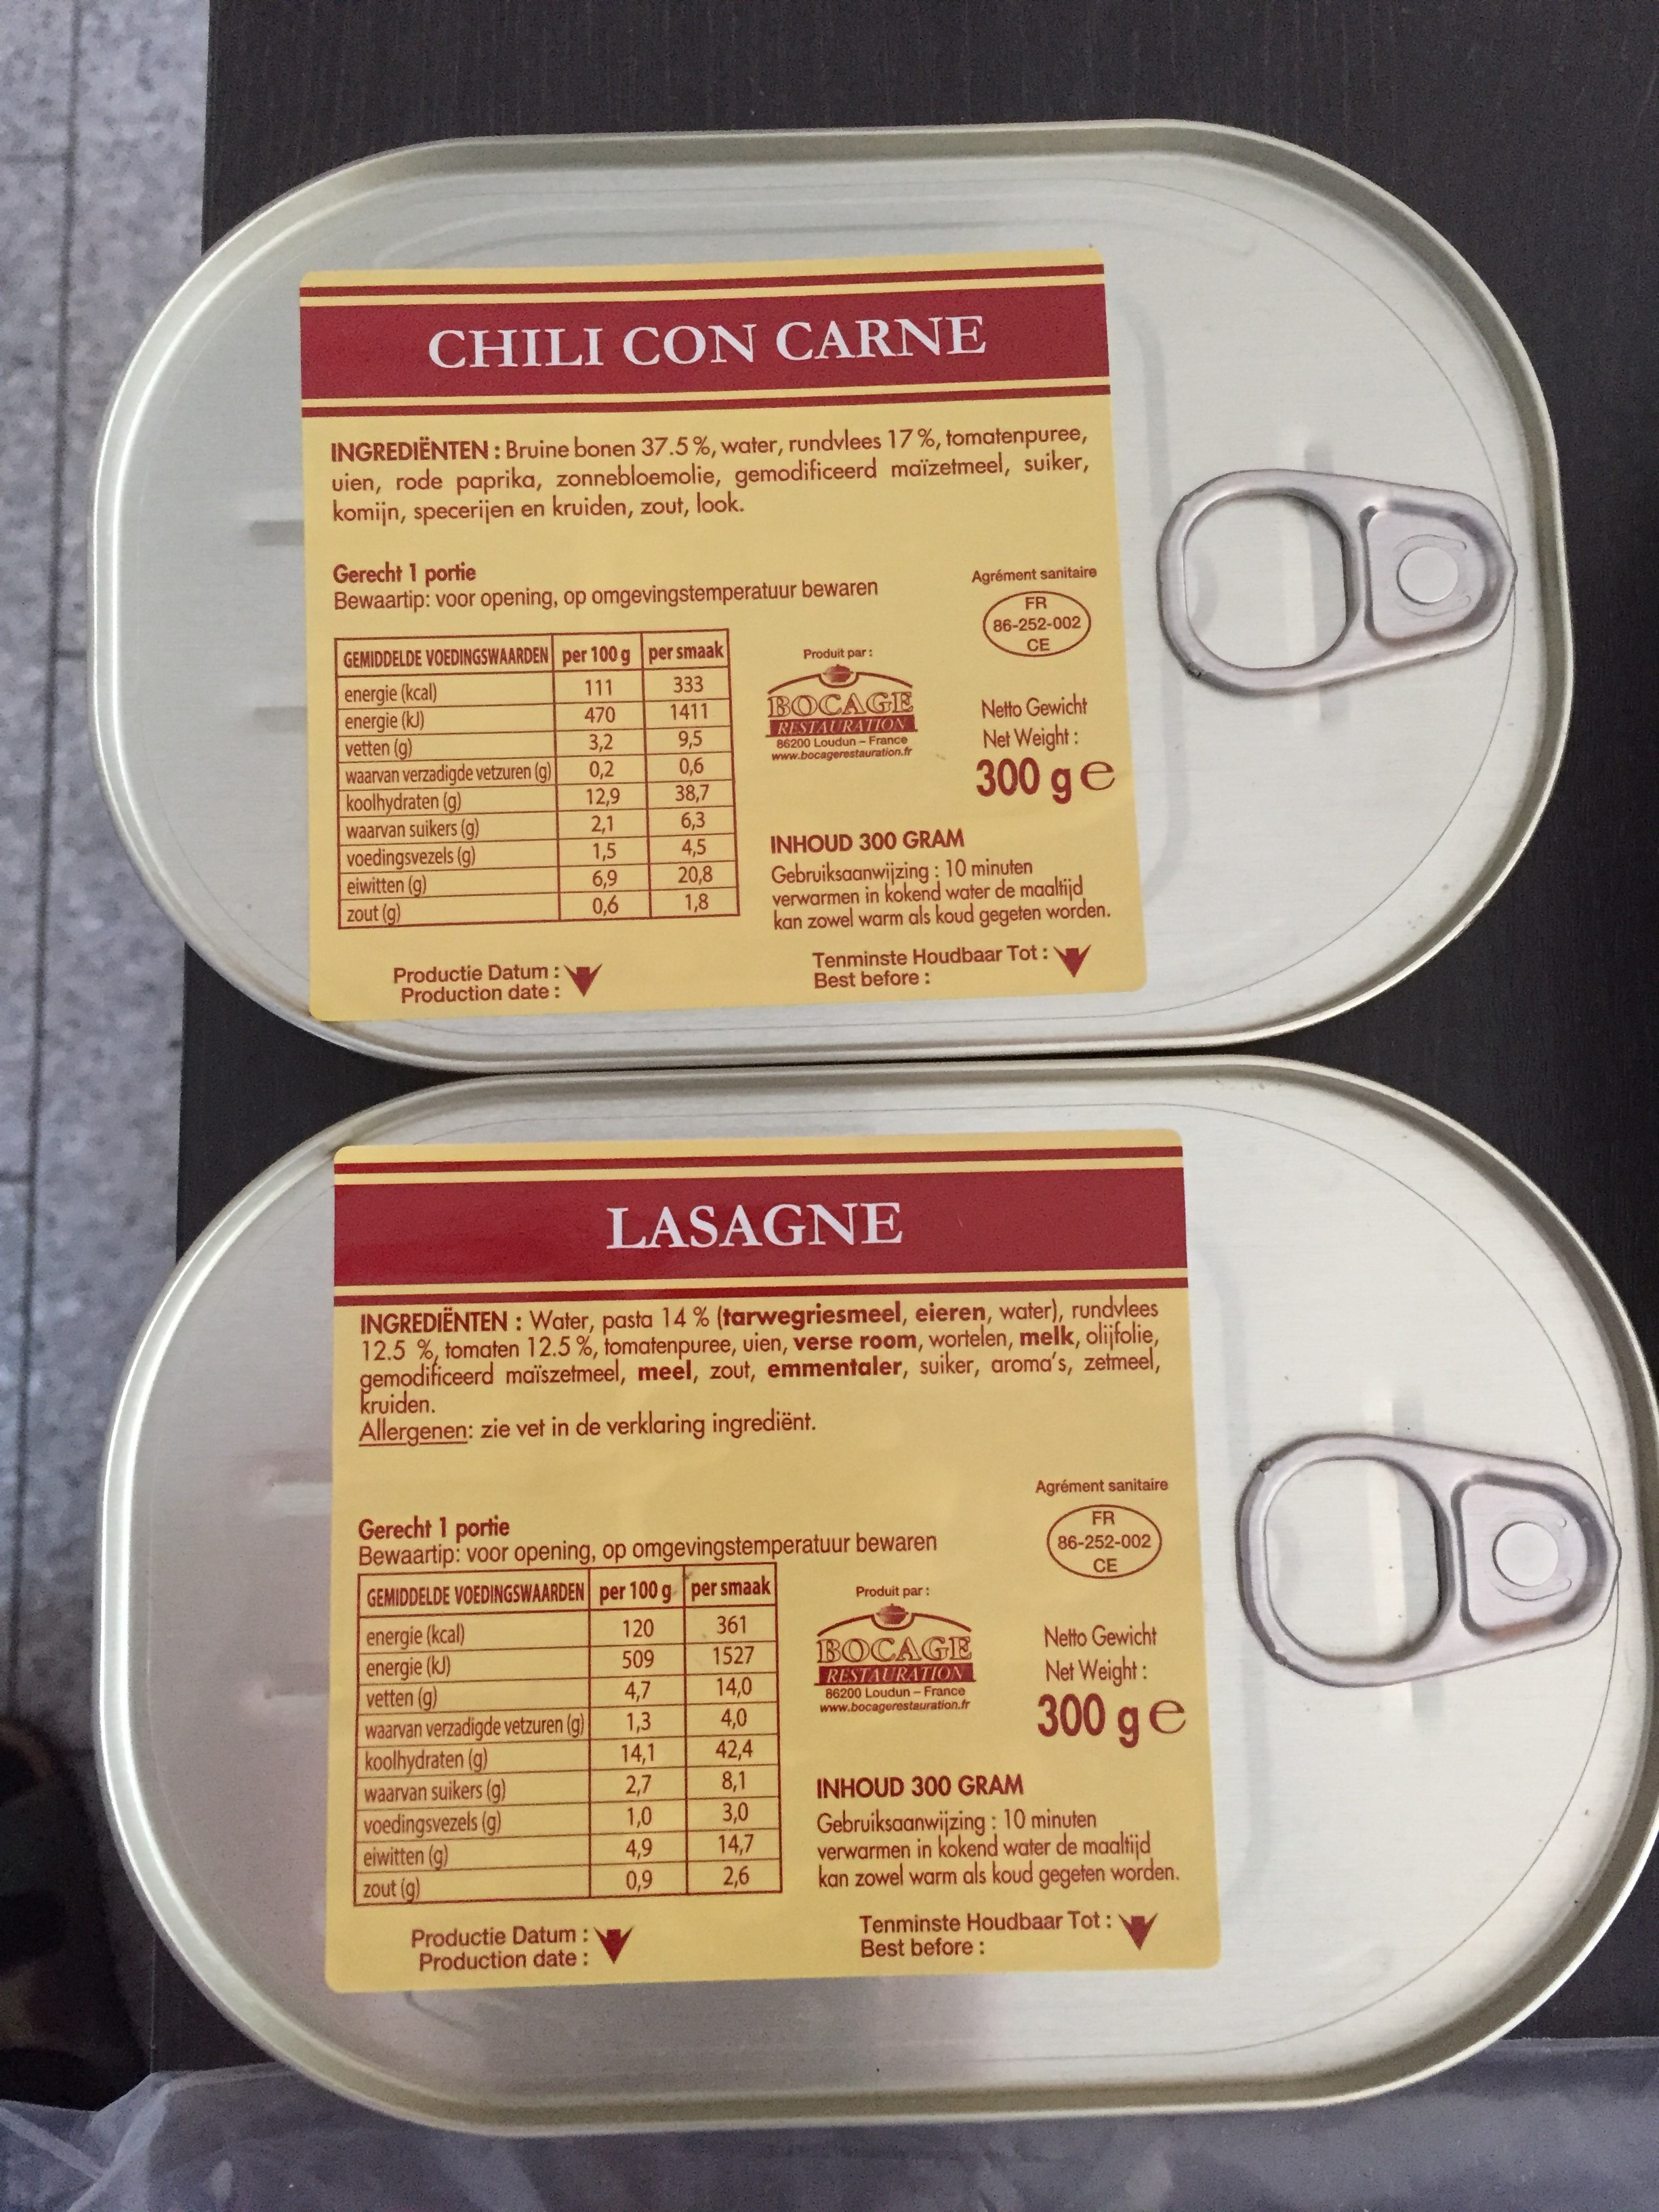 CHILI CON CARNE
INGREDIËNTEN : Bruine bonen 37.5 %, water, rundvlees 17 %, tomatenpuree,
uien, rode paprika, zonnebloemolie, gemodificeerd maïzetmeel, suiker,
komijn, specerijen en kruiden, zout, look.
Gerecht 1 portie
Bewaartip: voor opening, op omgevingstemperatuur bewaren
GEMIDDELDE VOEDINGSWAARDEN per 100 g per smaak
energie (kcal) 111 333
energie (kJ) 470 1411
vetten (g) 3,2 9,5
waarvan verzadigde vetzuren (g) 0,2 0,6
koolhydraten (g) 12,9 38,7
waarvan suikers (g) 2,1 6,3
voedingsvezels (g) 1,5 4,5
eiwitten (g) 6,9 20,8
zout (g) 0,6 1,8
Agrément sanitaire
FR
86-252-002
CE
Produit par :
BOCAGE
RESTAURATION
86200 Loudun – France
www.bocagerestauration.fr
Netto Gewicht
Net Weight :
300 g e
INHOUD 300 GRAM
Gebruiksaanwijzing : 10 minuten
verwarmen in kokend water de maaltijd
kan zowel warm als koud gegeten worden.
Productie Datum :
Production date :
Tenminste Houdbaar Tot :
Best before :
LASAGNE
INGREDIËNTEN : Water, pasta 14 % (tarwegriesmeel, eieren, water), rundvlees
12.5 %, tomaten 12.5 %, tomatenpuree, uien, verse room, wortelen, melk, olijfolie,
gemodificeerd maïszetmeel, meel, zout, emmentaler, suiker, aroma's, zetmeel,
kruiden.
Allergenen: zie vet in de verklaring ingrediënt.
Gerecht 1 portie
Bewaartip: voor opening, op omgevingstemperatuur bewaren
GEMIDDELDE VOEDINGSWAARDEN per 100 g per smaak
energie (kcal) 120 361
energie (kJ) 509 1527
vetten (g) 4,7 14,0
waarvan verzadigde vetzuren (g) 1,3 4,0
koolhydraten (g) 14,1 42,4
waarvan suikers (g) 2,7 8,1
voedingsvezels (g) 1,0 3,0
eiwitten (g) 4,9 14,7
zout (g) 0,9 2,6
Agrément sanitaire
FR
86-252-002
CE
Produit par :
BOCAGE
RESTAURATION
86200 Loudun – France
www.bocagerestauration.fr
Netto Gewicht
Net Weight :
300 g e
INHOUD 300 GRAM
Gebruiksaanwijzing : 10 minuten
verwarmen in kokend water de maaltijd
kan zowel warm als koud gegeten worden.
Productie Datum :
Production date :
Tenminste Houdbaar Tot :
Best before :